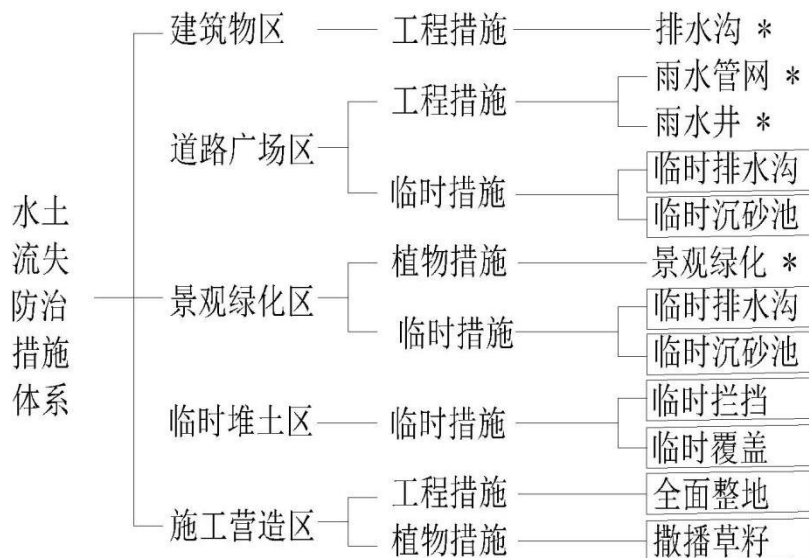 水土
流失
防治
措施
体系
建筑物区
工程措施
排水沟 *
道路广场区
工程措施
雨水管网 *
雨水井 *
临时措施
临时排水沟
临时沉砂池
景观绿化区
植物措施
景观绿化 *
临时措施
临时排水沟
临时沉砂池
临时堆土区
临时措施
临时拦挡
临时覆盖
施工营造区
工程措施
全面整地
植物措施
撒播草籽